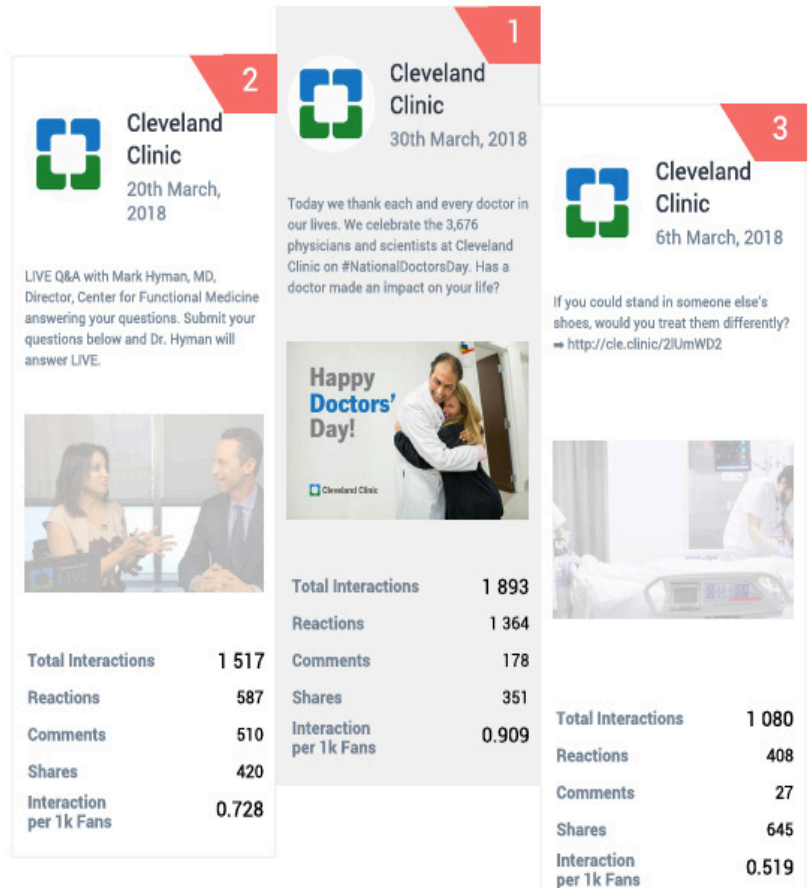 2
Cleveland
Clinic
20th March,
2018
LIVE Q&A with Mark Hyman, MD,
Director, Center for Functional Medicine
answering your questions. Submit your
questions below and Dr. Hyman will
answer LIVE.
LIVE
Total Interactions 1 517
Reactions 587
Comments 510
Shares 420
Interaction
per 1k Fans 0.728
1
Cleveland
Clinic
30th March, 2018
Today we thank each and every doctor in
our lives. We celebrate the 3,676
physicians and scientists at Cleveland
Clinic on #NationalDoctorsDay. Has a
doctor made an impact on your life?
Happy
Doctors'
Day!
Cleveland Clinic
Total Interactions 1 893
Reactions 1 364
Comments 178
Shares 351
Interaction
per 1k Fans 0.909
3
Cleveland
Clinic
6th March, 2018
If you could stand in someone else's
shoes, would you treat them differently?
➡ http://cle.clinic/2lUmWD2
Total Interactions 1 080
Reactions 408
Comments 27
Shares 645
Interaction
per 1k Fans 0.519